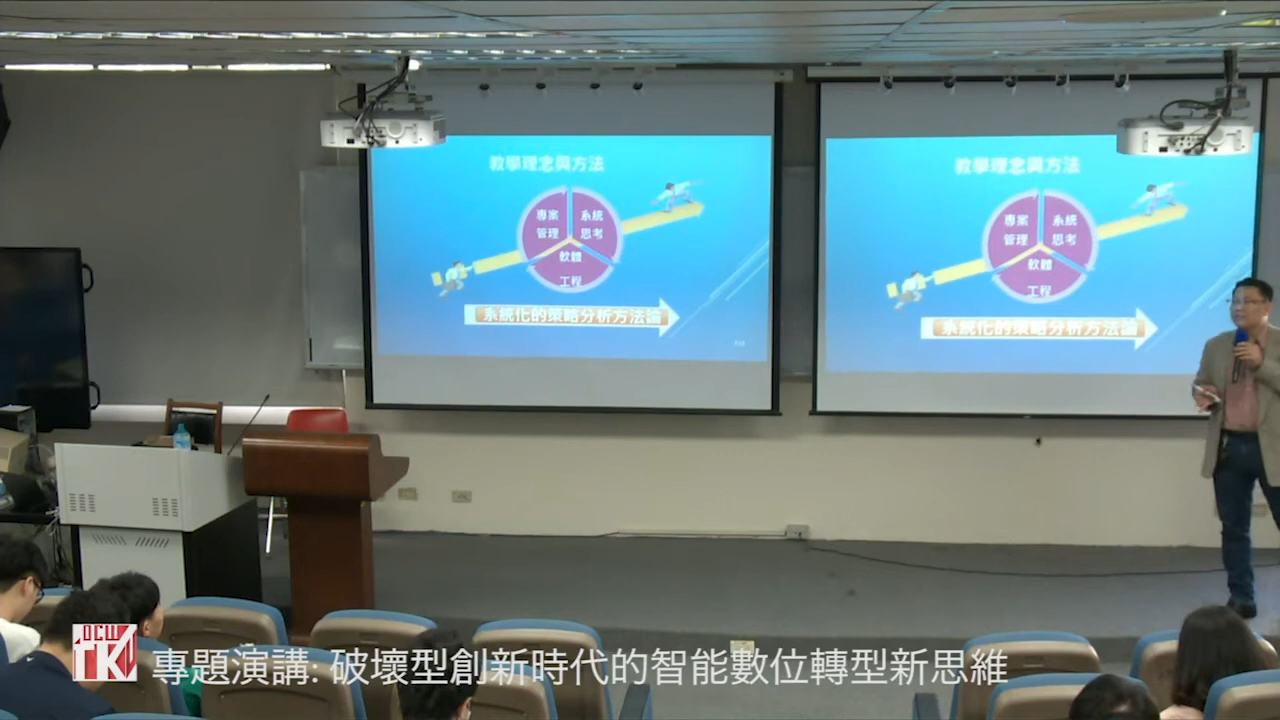 教學理念與方法
專案
管理
系統
思考
軟體
工程
系統化的策略分析方法論
教學理念與方法
專案
管理
系統
思考
軟體
工程
系統化的策略分析方法論
OCW
TK
專題演講: 破壞型創新時代的智能數位轉型新思維